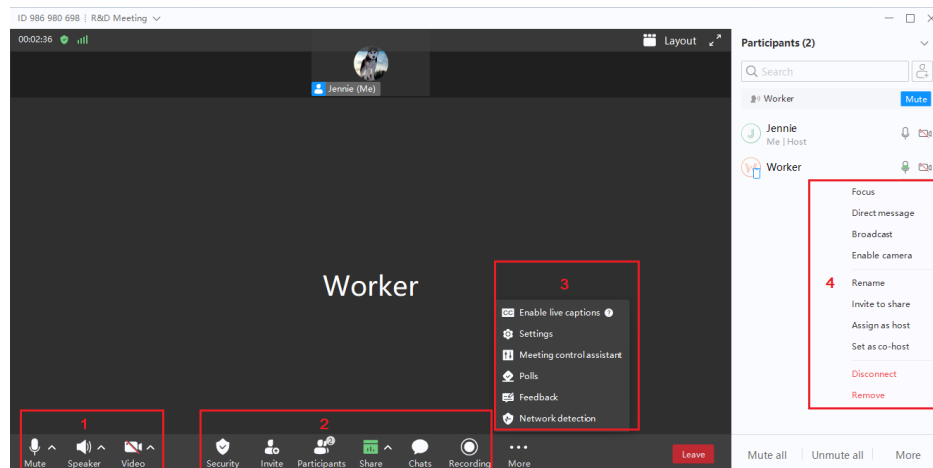 ID 986 980 698 | R&D Meeting
00:02:36
Layout
Jennie (Me)
Worker
1
2
3
CC Enable live captions ?
Settings
Meeting control assistant
Polls
Feedback
Network detection
Mute
Speaker
Video
Security
Invite
2
Participants
Share
Chats
Recording
More
Leave
Participants (2)
Search
Worker
Mute
J
Jennie
Me | Host
W
Worker
4
Focus
Direct message
Broadcast
Enable camera
Rename
Invite to share
Assign as host
Set as co-host
Disconnect
Remove
Mute all
Unmute all
More